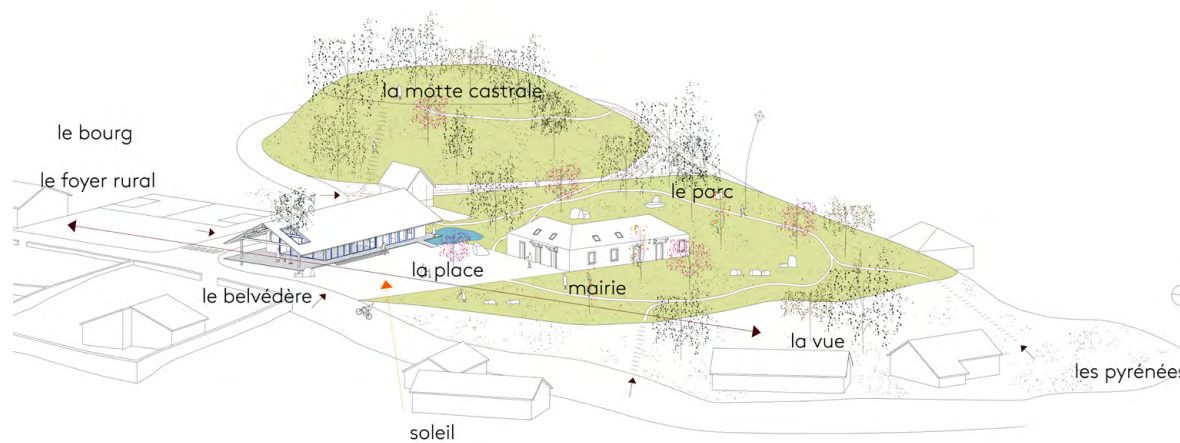 la motte castrale
le bourg
le foyer rural
le parc
la place
le belvédère
mairie
la vue
les pyrénées
soleil